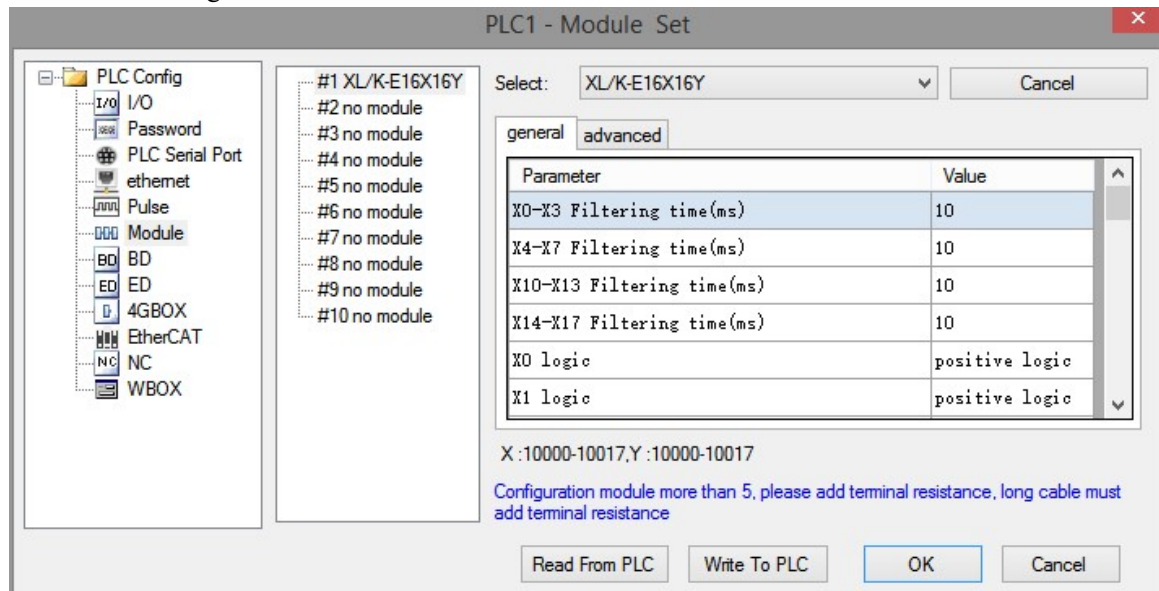 PLC1 - Module Set
PLC Config
I/O
Password
PLC Serial Port
ethernet
Pulse
Module
BD
ED
4GBOX
EtherCAT
NC
WBOX
#1 XL/K-E16X16Y
#2 no module
#3 no module
#4 no module
#5 no module
#6 no module
#7 no module
#8 no module
#9 no module
#10 no module
Select: XL/K-E16X16Y Cancel
general advanced
Parameter Value
X0-X3 Filtering time(ms) 10
X4-X7 Filtering time(ms) 10
X10-X13 Filtering time(ms) 10
X14-X17 Filtering time(ms) 10
X0 logic positive logic
X1 logic positive logic
X :10000-10017,Y :10000-10017
Configuration module more than 5, please add terminal resistance, long cable must
add terminal resistance
Read From PLC Write To PLC OK Cancel